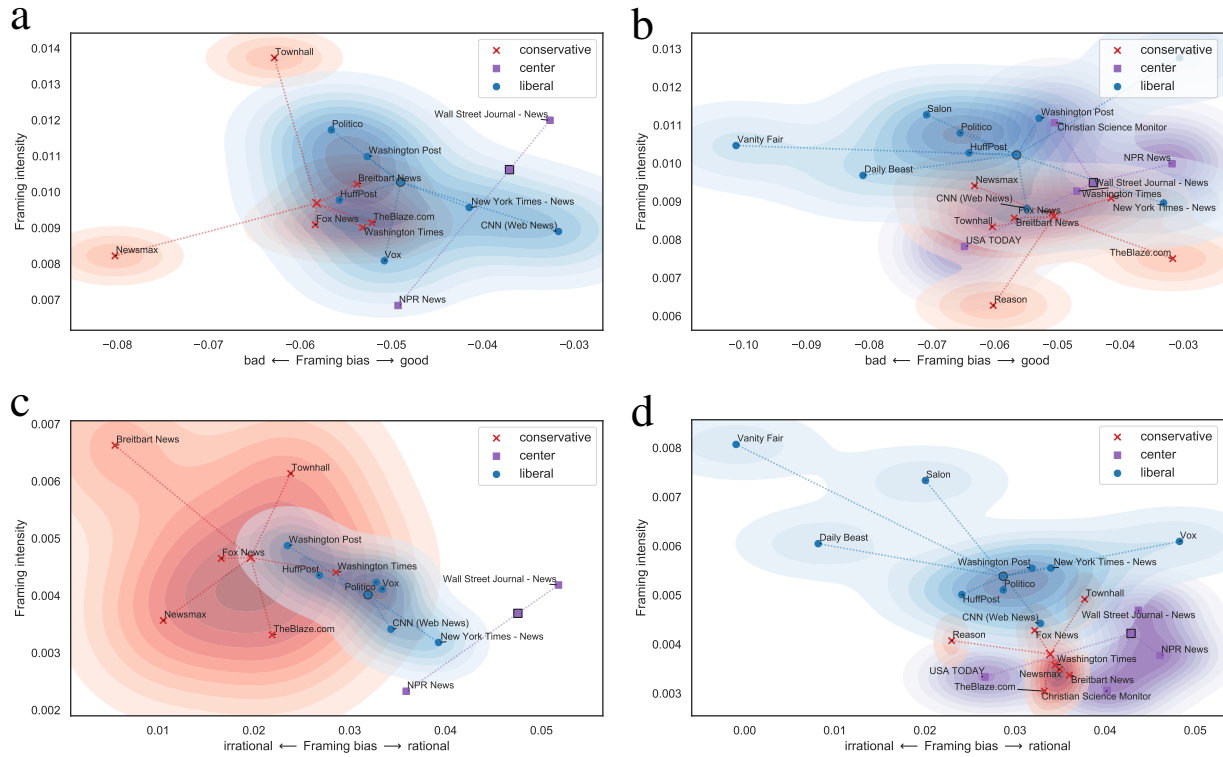 a
Framing intensity
0.014
0.013
0.012
0.011
0.010
0.009
0.008
0.007
Townhall
Politico
Wall Street Journal - News
Washington Post
Breitbart News
HuffPost
New York Times - News
Fox News
TheBlaze.com
Washington Times
CNN (Web News)
Newsmax
Vox
NPR News
× conservative
center
liberal
−0.08 −0.07 −0.06 −0.05 −0.04 −0.03
bad ⟵ Framing bias ⟶ good
b
Framing intensity
0.013
0.012
0.011
0.010
0.009
0.008
0.007
0.006
conservative
center
liberal
Salon
Washington Post
Politico
Christian Science Monitor
Vanity Fair
HuffPost
NPR News
Daily Beast
Newsmax
Wall Street Journal - News
CNN (Web News)
Washington Times
Fox News
New York Times - News
Townhall
Breitbart News
USA TODAY
TheBlaze.com
Reason
−0.10 −0.09 −0.08 −0.07 −0.06 −0.05 −0.04 −0.03
bad ⟵ Framing bias ⟶ good
c
Framing intensity
0.007
0.006
0.005
0.004
0.003
0.002
conservative
center
liberal
Breitbart News
Townhall
Washington Post
Fox News
HuffPost
Washington Times
Politico
Vox
Wall Street Journal - News
Newsmax
TheBlaze.com
CNN (Web News)
New York Times - News
NPR News
0.01 0.02 0.03 0.04 0.05
irrational ⟵ Framing bias ⟶ rational
d
Framing intensity
0.008
0.007
0.006
0.005
0.004
0.003
conservative
center
liberal
Vanity Fair
Salon
Daily Beast
Vox
Washington Post
New York Times - News
Politico
HuffPost
Townhall
CNN (Web News)
Wall Street Journal - News
Reason
Fox News
NPR News
Washington Times
USA TODAY
Newsmax
Breitbart News
TheBlaze.com
Christian Science Monitor
0.00 0.01 0.02 0.03 0.04 0.05
irrational ⟵ Framing bias ⟶ rational